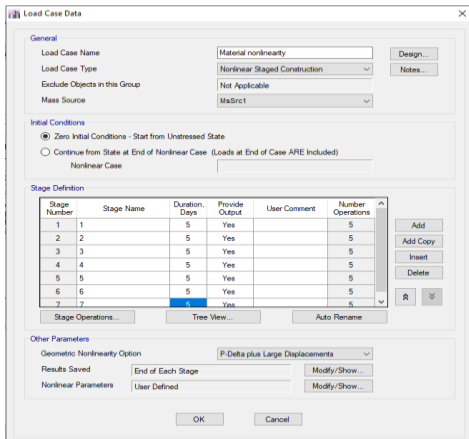 Load Case Data
General
Load Case Name Material nonlinearity Design...
Load Case Type Nonlinear Staged Construction Notes...
Exclude Objects in this Group Not Applicable
Mass Source MsSrc1
Initial Conditions
Zero Initial Conditions - Start from Unstressed State
Continue from State at End of Nonlinear Case (Loads at End of Case ARE Included)
Nonlinear Case
Stage Definition
Stage Number Stage Name Duration, Days Provide Output User Comment Number Operations
1 1 5 Yes 5 Add
2 2 5 Yes 5 Add Copy
3 3 5 Yes 5 Insert
4 4 5 Yes 5 Delete
5 5 5 Yes 5
6 6 5 Yes 5
7 7 5 Yes 5
Stage Operations... Tree View... Auto Rename
Other Parameters
Geometric Nonlinearity Option P-Delta plus Large Displacements
Results Saved End of Each Stage Modify/Show...
Nonlinear Parameters User Defined Modify/Show...
OK Cancel